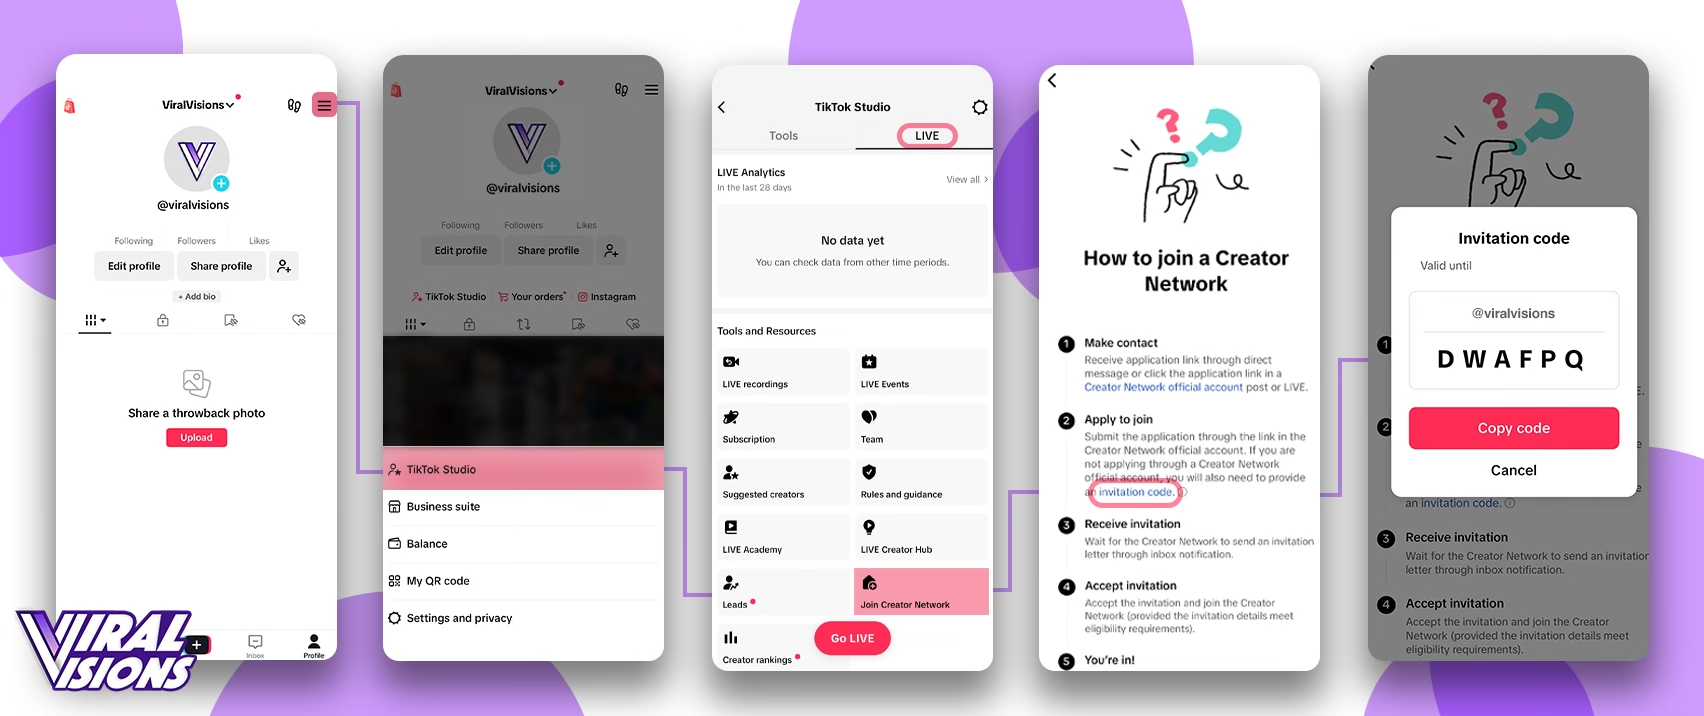 ViralVisions
@viralvisions
Following
Followers
Likes
Edit profile
Share profile
+ Add bio
Share a throwback photo
Upload
Inbox
Profile
VIRAL
VISIONS
ViralVisions
@viralvisions
Following
Followers
Likes
Edit profile
Share profile
TikTok Studio
Your orders
Instagram
TikTok Studio
Business suite
Balance
My QR code
Settings and privacy
TikTok Studio
Tools
LIVE
LIVE Analytics
In the last 28 days
View all >
No data yet
You can check data from other time periods.
Tools and Resources
LIVE recordings
LIVE Events
Subscription
Team
Suggested creators
Rules and guidance
LIVE Academy
LIVE Creator Hub
Leads
Join Creator Network
Creator rankings
Go LIVE
How to join a Creator
Network
1 Make contact
Receive application link through direct
message or click the application link in a
Creator Network official account post or LIVE.
2 Apply to join
Submit the application through the link in the
Creator Network official account. If you are
not applying through a Creator Network
official account, you will also need to provide
an invitation code.
3 Receive invitation
Wait for the Creator Network to send an invitation
letter through inbox notification.
4 Accept invitation
Accept the invitation and join the Creator
Network (provided the invitation details meet
eligibility requirements).
5 You're in!
Invitation code
Valid until
@viralvisions
DWAFPQ
Copy code
Cancel
1
E.
2
e
e
an invitation code.
3 Receive invitation
Wait for the Creator Network to send an invitation
letter through inbox notification.
4 Accept invitation
Accept the invitation and join the Creator
Network (provided the invitation details meet
eligibility requirements).